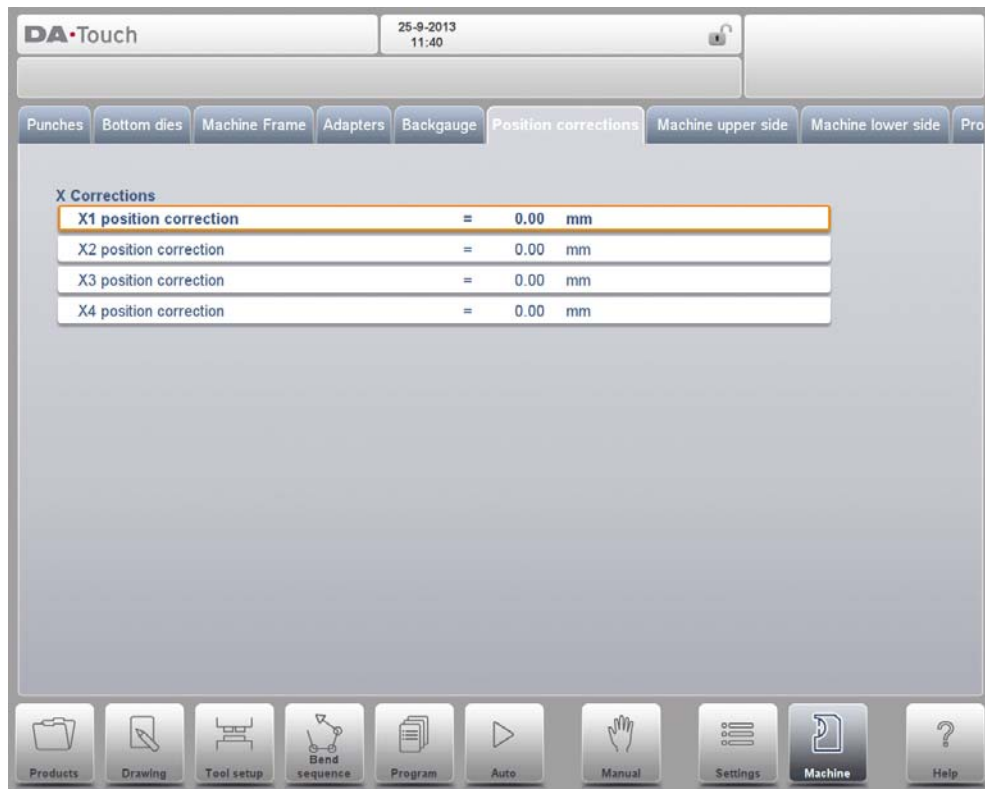 DA·Touch
25-9-2013
11:40
Punches Bottom dies Machine Frame Adapters Backgauge Position corrections Machine upper side Machine lower side Pro
X Corrections
X1 position correction = 0.00 mm
X2 position correction = 0.00 mm
X3 position correction = 0.00 mm
X4 position correction = 0.00 mm
Products Drawing Tool setup Bend sequence Program Auto Manual Settings Machine Help